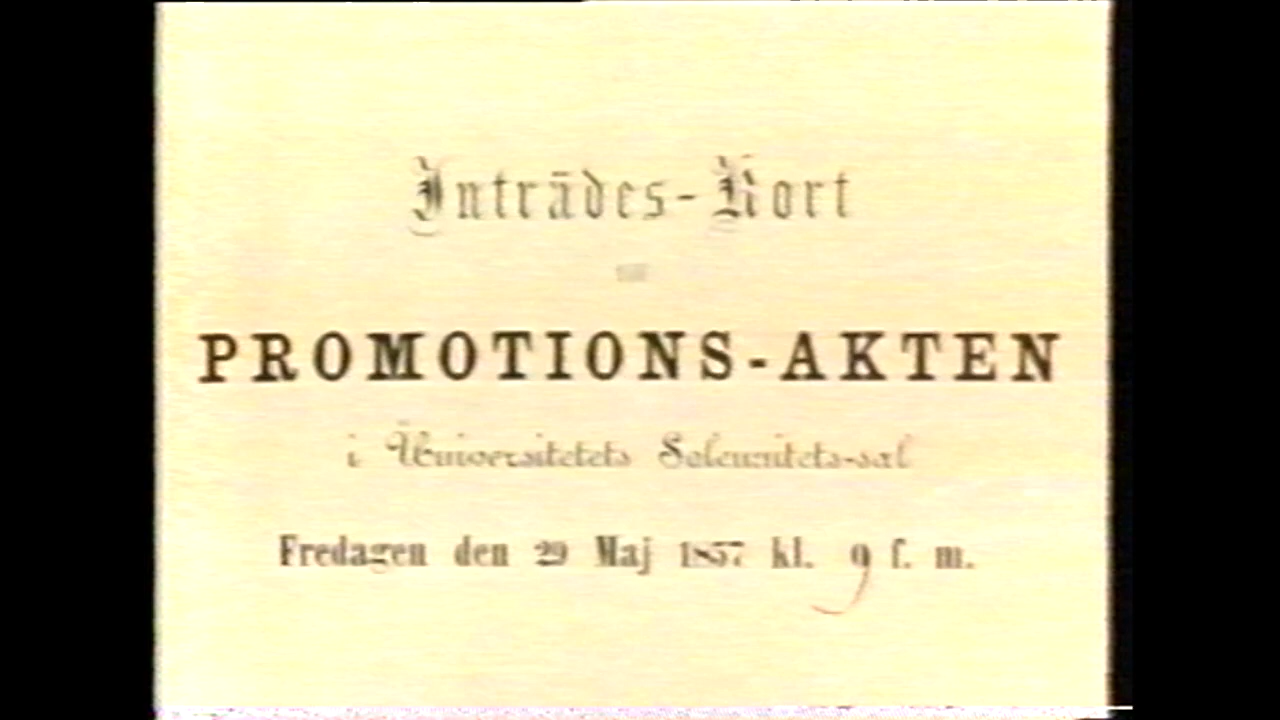 Inträdes-Kort
PROMOTIONS-AKTEN
i Universitetets Solennitets-sal
Fredagen den 29 Maj 1857 kl. 9 f. m.